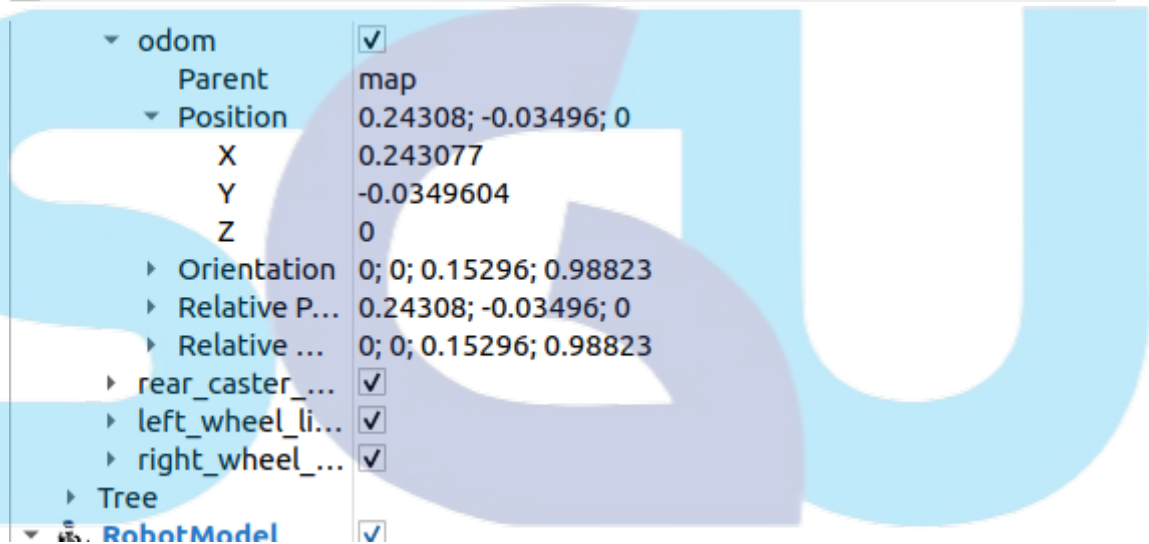 odom
Parent map
Position 0.24308; -0.03496; 0
X 0.243077
Y -0.0349604
Z 0
Orientation 0; 0; 0.15296; 0.98823
Relative P... 0.24308; -0.03496; 0
Relative ... 0; 0; 0.15296; 0.98823
rear_caster_...
left_wheel_li...
right_wheel_...
Tree
RobotModel
SGU